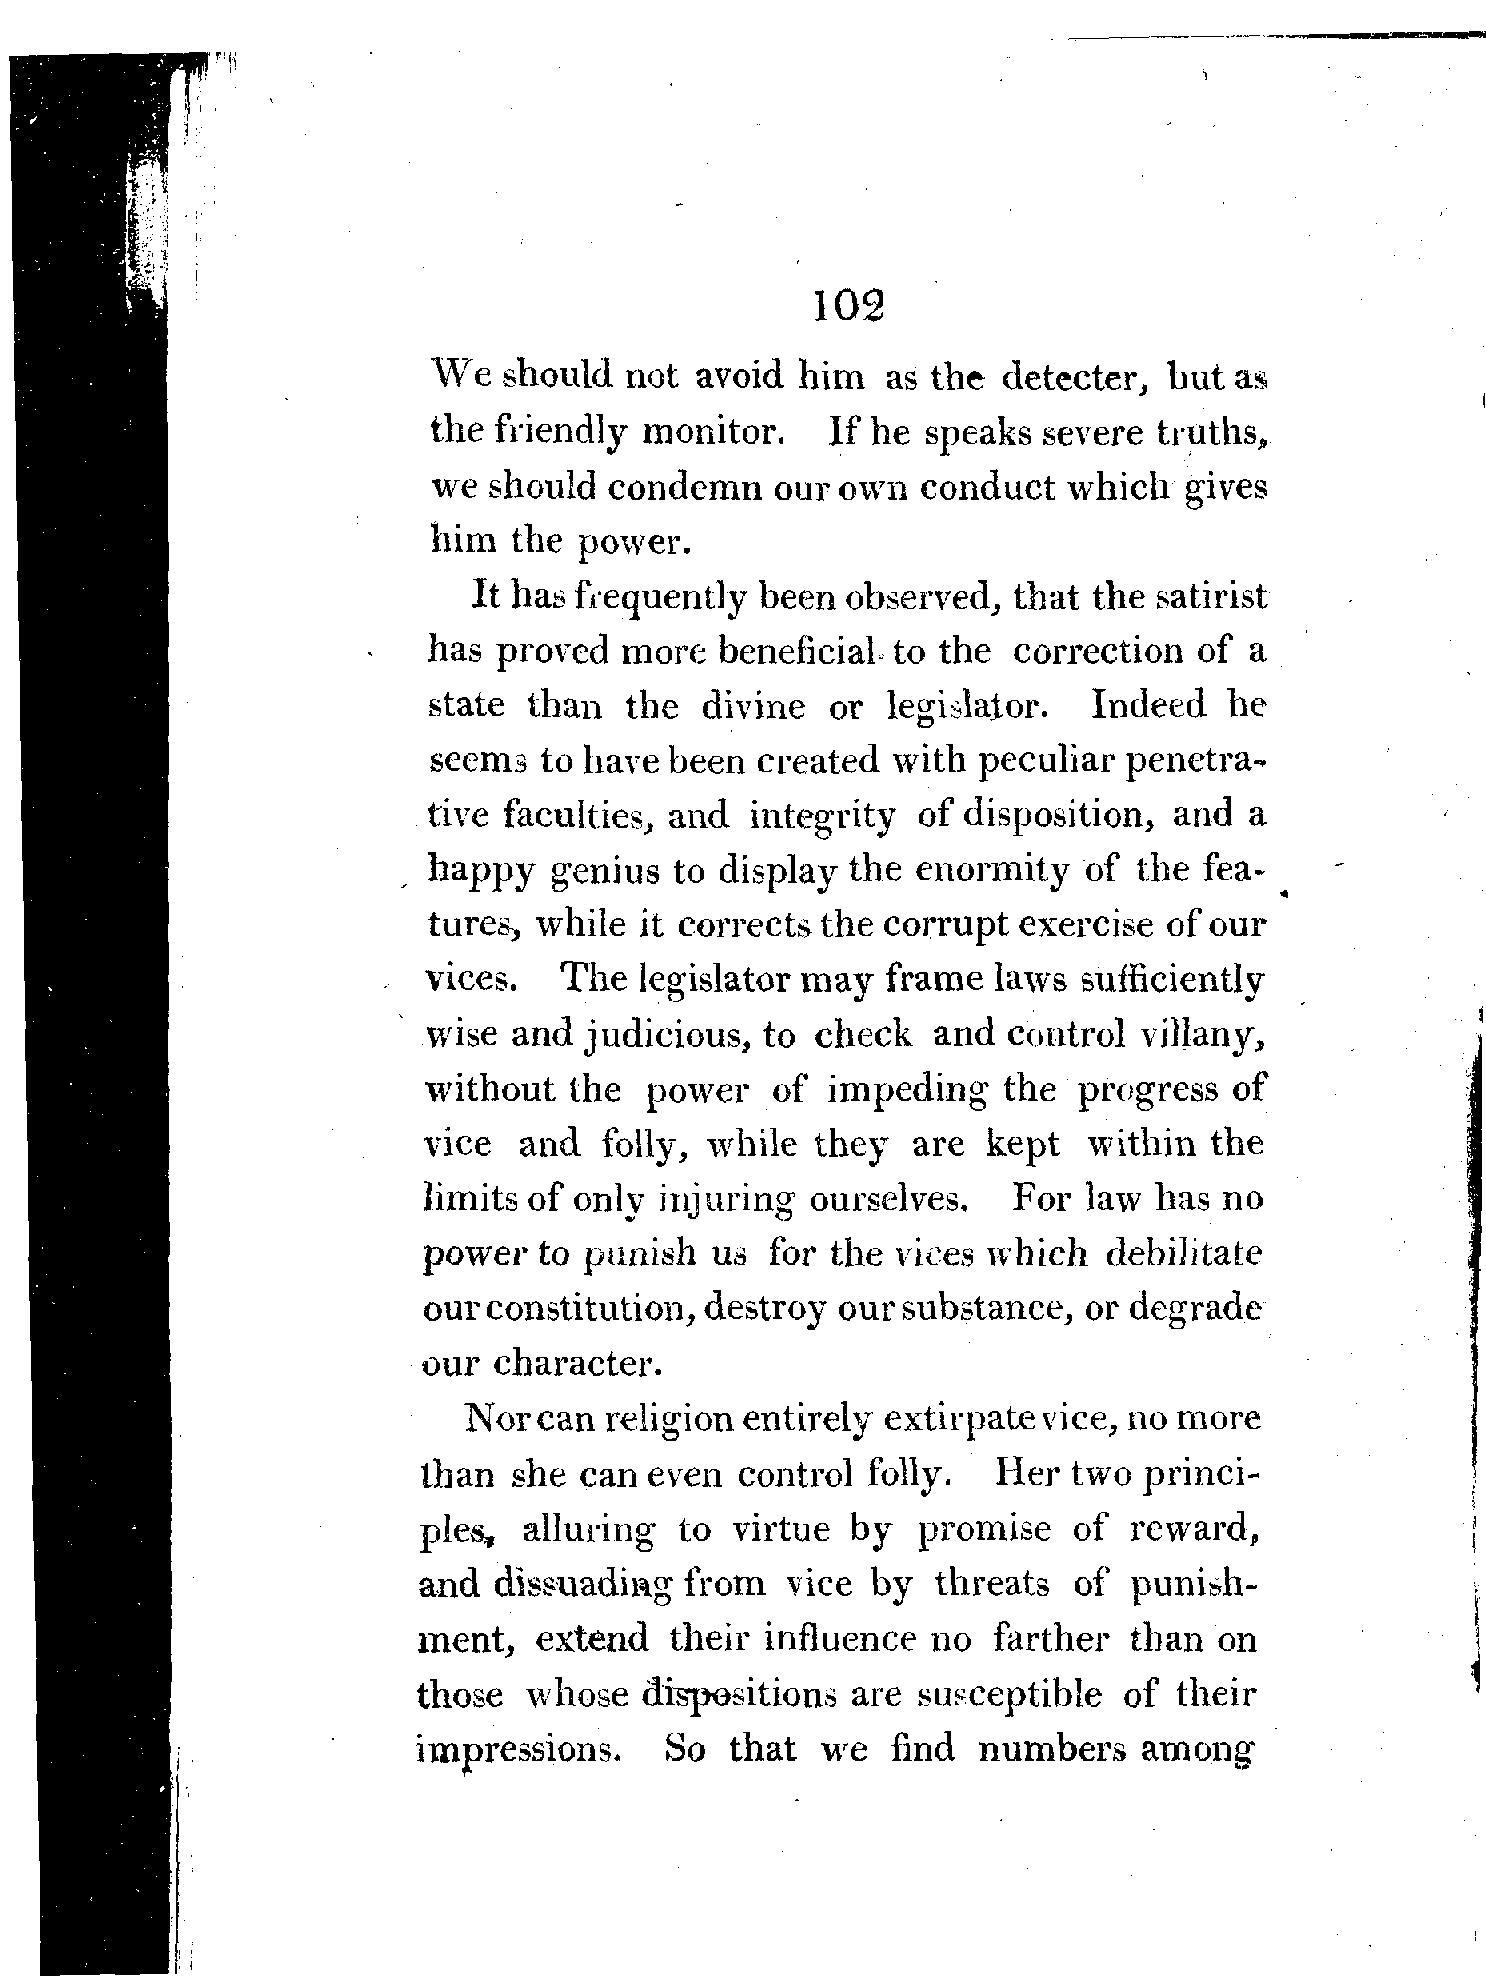 102
We should not avoid him as the detecter, but as
the friendly monitor. If he speaks severe truths,
we should condemn our own conduct which gives
him the power.
It has frequently been observed, that the satirist
has proved more beneficial to the correction of a
state than the divine or legislator. Indeed he
seems to have been created with peculiar penetra-
tive faculties, and integrity of disposition, and a
happy genius to display the enormity of the fea-
tures, while it corrects the corrupt exercise of our
vices. The legislator may frame laws sufficiently
wise and judicious, to check and control villany,
without the power of impeding the progress of
vice and folly, while they are kept within the
limits of only injuring ourselves. For law has no
power to punish us for the vices which debilitate
our constitution, destroy our substance, or degrade
our character.
Nor can religion entirely extirpate vice, no more
than she can even control folly. Her two princi-
ples, alluring to virtue by promise of reward,
and dissuading from vice by threats of punish-
ment, extend their influence no farther than on
those whose dispositions are susceptible of their
impressions. So that we find numbers among